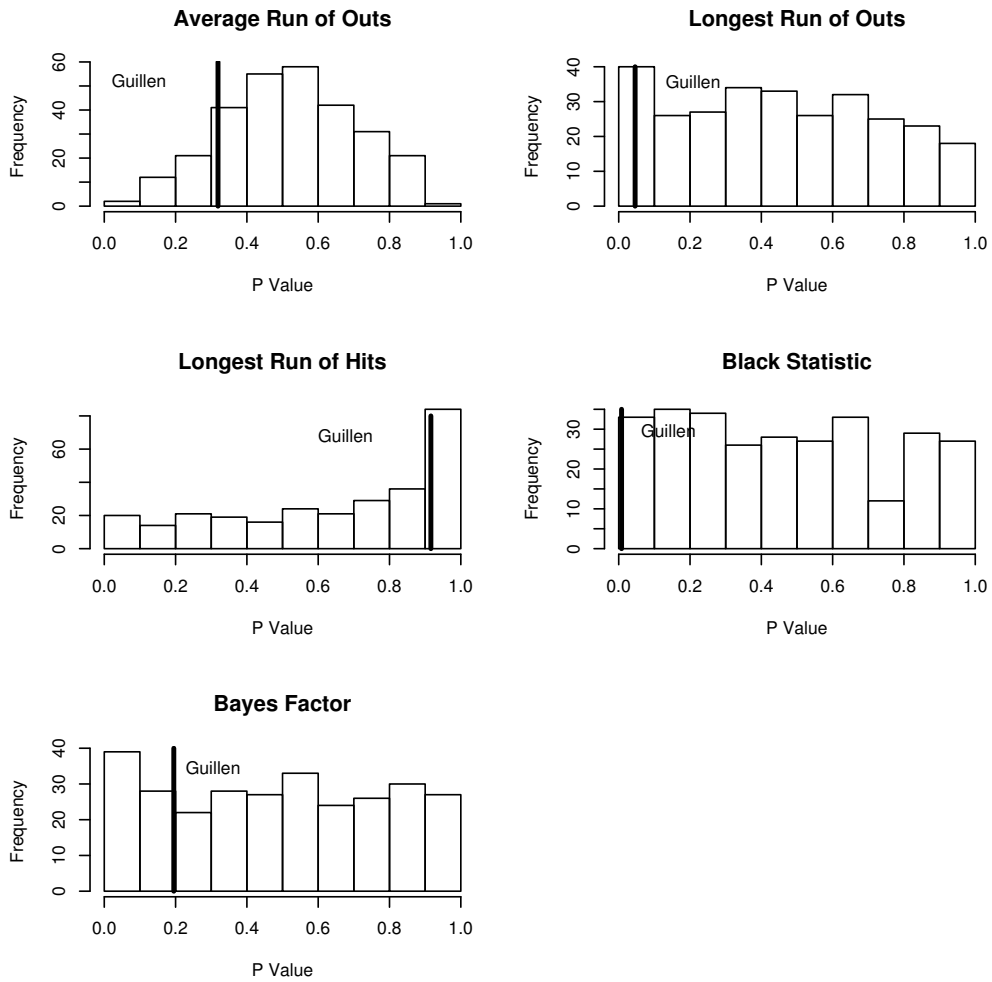 Average Run of Outs
Frequency
0 20 40 60
Guillen
0.0 0.2 0.4 0.6 0.8 1.0
P Value
Longest Run of Outs
Frequency
0 10 20 30 40
Guillen
0.0 0.2 0.4 0.6 0.8 1.0
P Value
Longest Run of Hits
Frequency
0 20 60
Guillen
0.0 0.2 0.4 0.6 0.8 1.0
P Value
Black Statistic
Frequency
0 10 20 30
Guillen
0.0 0.2 0.4 0.6 0.8 1.0
P Value
Bayes Factor
Frequency
0 10 20 30 40
Guillen
0.0 0.2 0.4 0.6 0.8 1.0
P Value